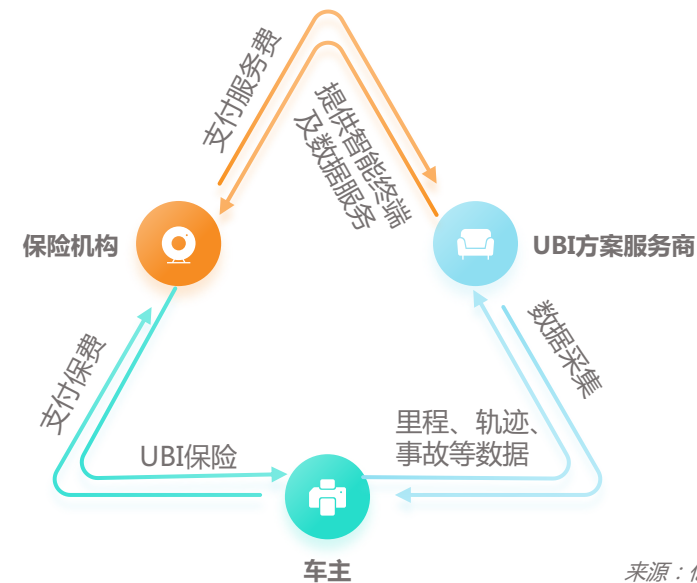 支付服务费
提供智能终端
及数据服务
保险机构
UBI方案服务商
支付保费
数据采集
UBI保险
里程、轨迹、
事故等数据
车主
来源：